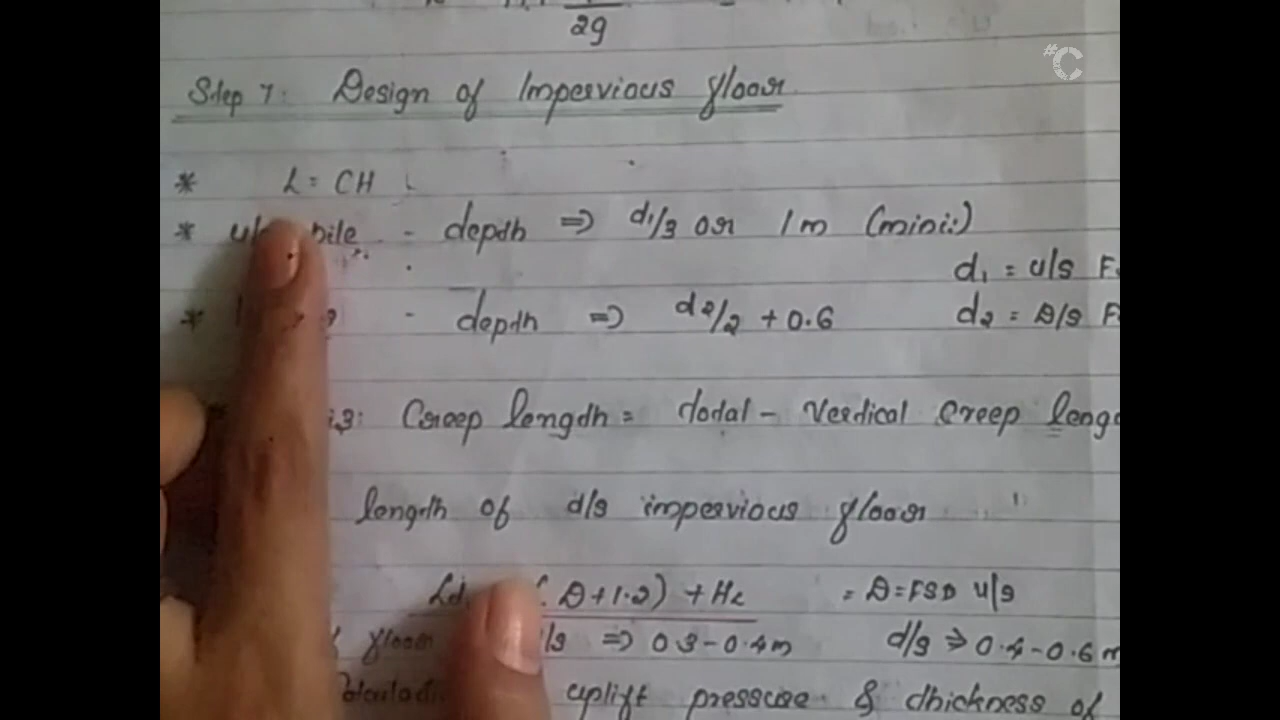 2g
#C
Step 7: Design of Impervious floor
* L = CH
* u/s pile - depth => d1/3 or 1m (mini:)
d1 = u/s F
* - depth => d2/2 + 0.6 d2 = D/s F
Creep length = total - Vertical Creep leng
length of d/s impervious floor
(D+1.2) + HL = D = FSD u/s
floor => 0.3 - 0.4m d/s => 0.4 - 0.6 m
uplift pressure & thickness of